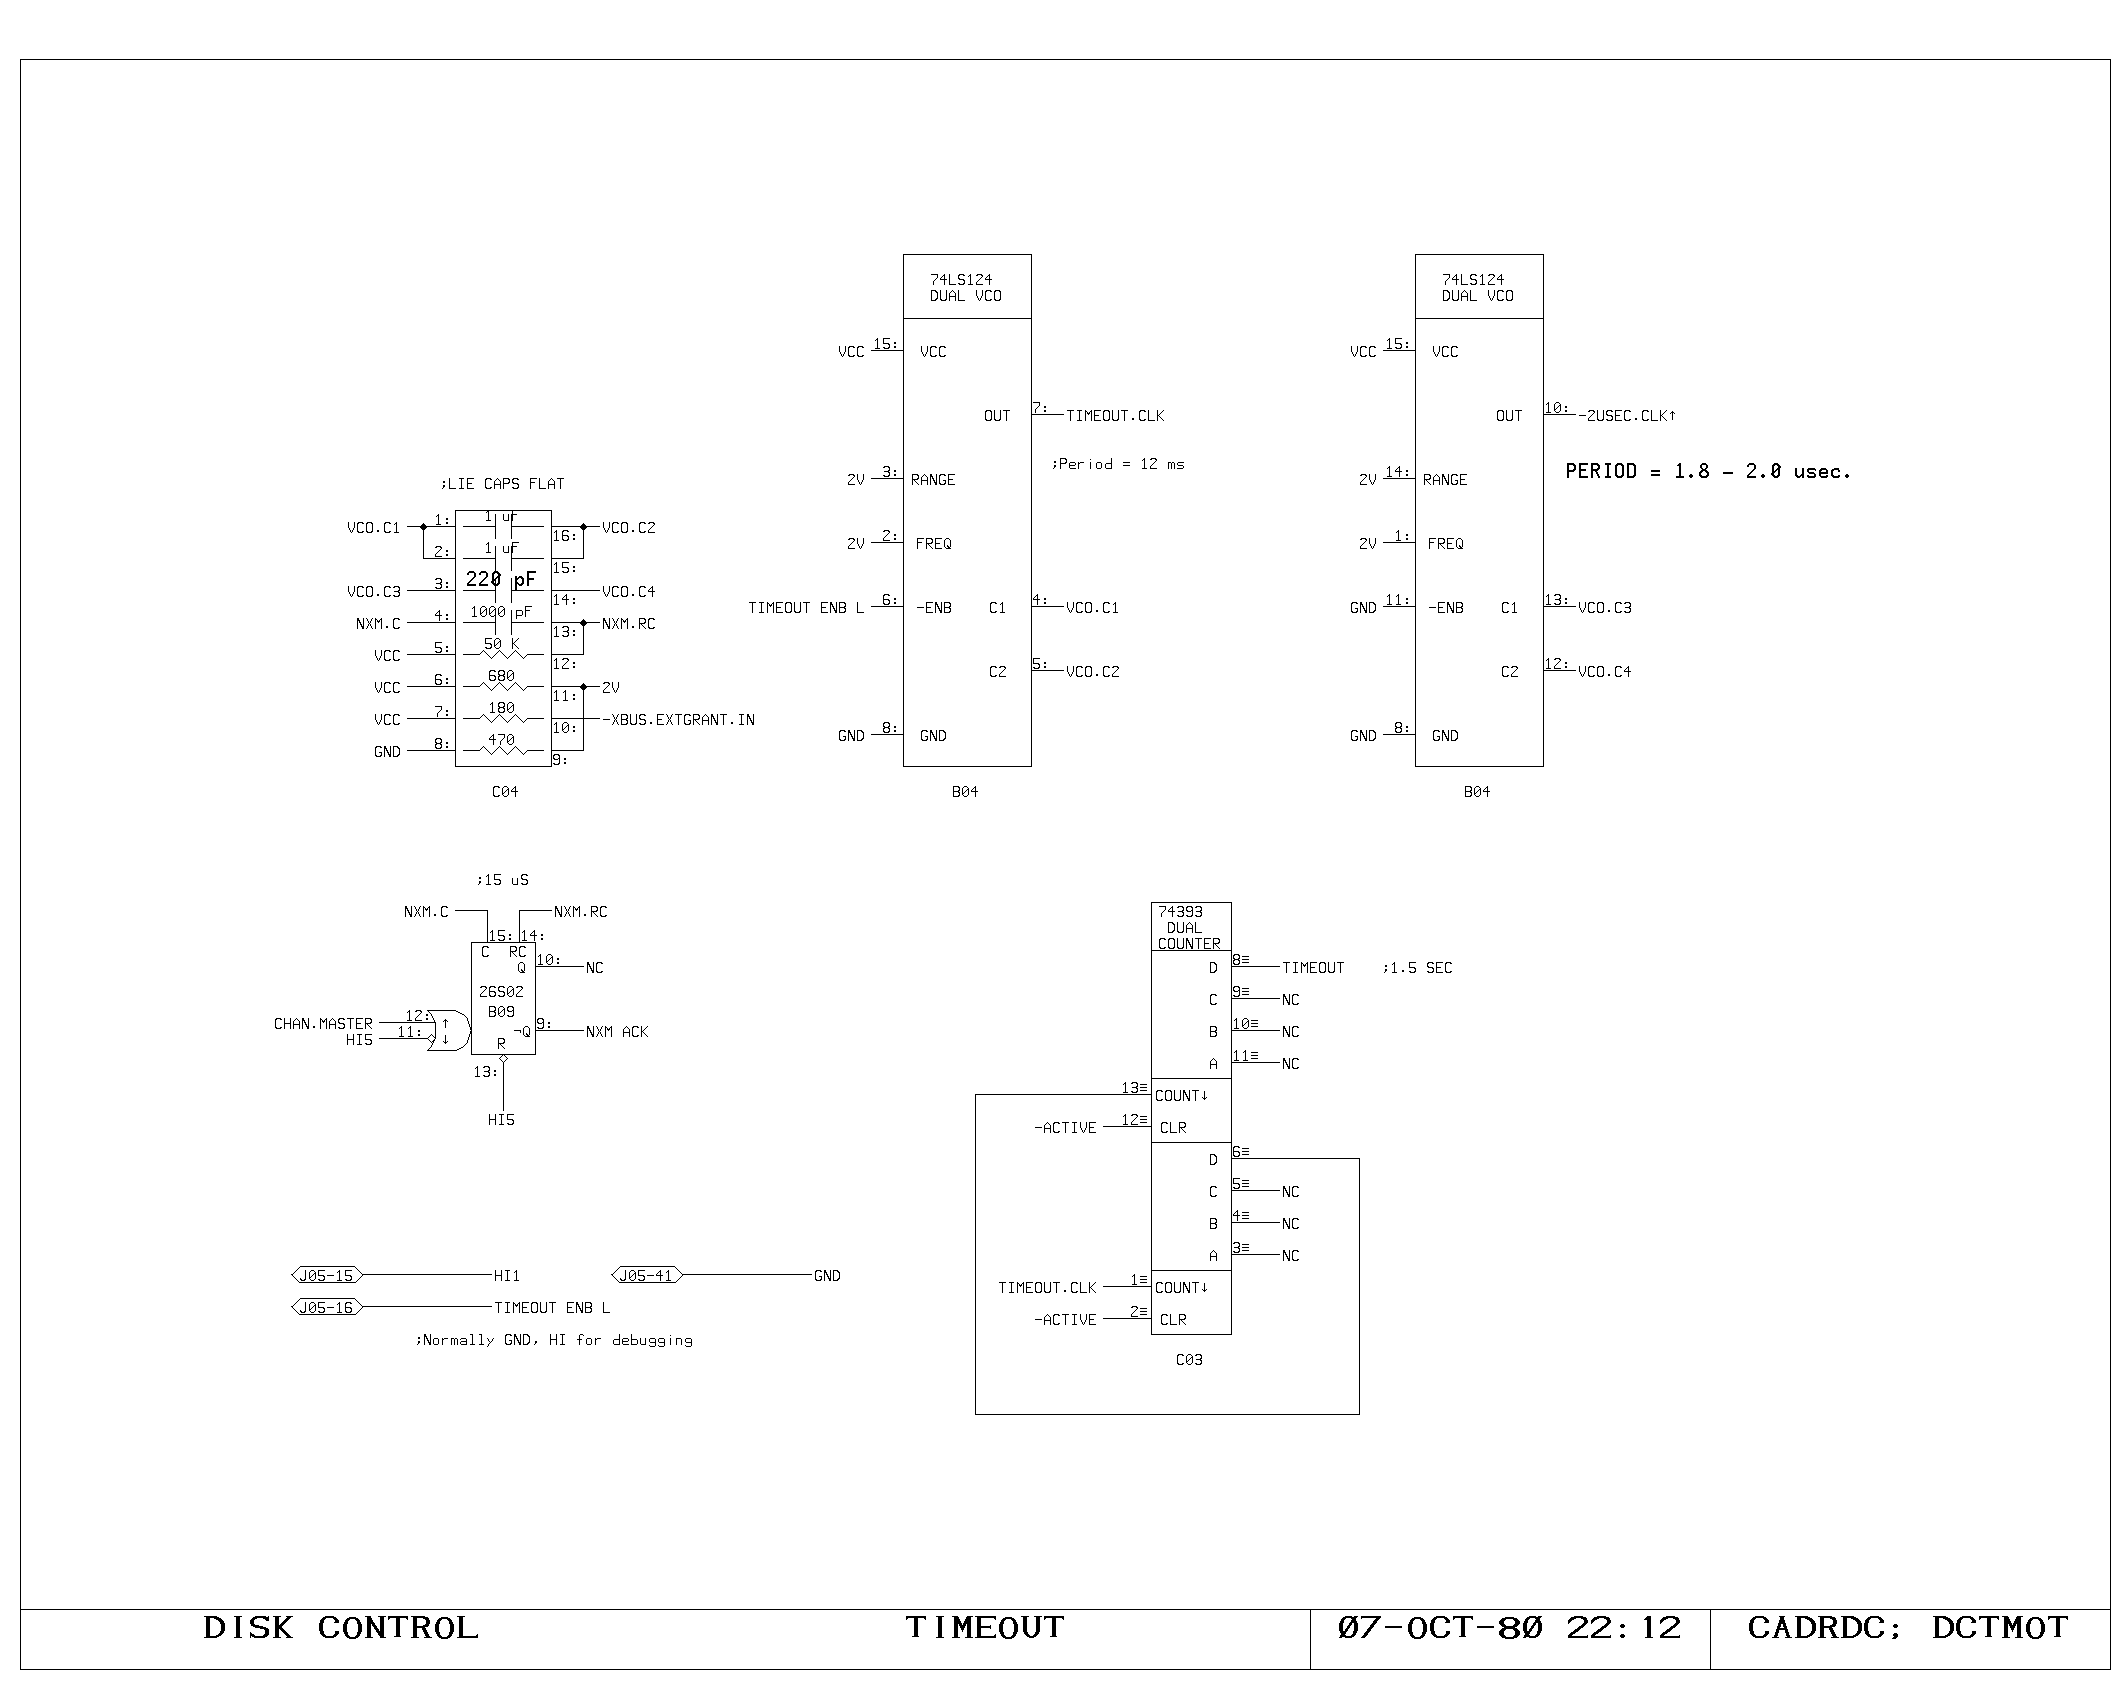 74LS124
DUAL VCO
VCC 15: VCC
OUT 7: TIMEOUT.CLK
;Period = 12 ms
2V 3: RANGE
2V 2: FREQ
TIMEOUT ENB L 6: -ENB C1 4: VCO.C1
C2 5: VCO.C2
GND 8: GND
B04
74LS124
DUAL VCO
VCC 15: VCC
OUT 10: -2USEC.CLK↑
PERIOD = 1.8 - 2.0 usec.
2V 14: RANGE
2V 1: FREQ
GND 11: -ENB C1 13: VCO.C3
C2 12: VCO.C4
GND 8: GND
B04
;LIE CAPS FLAT
VCO.C1 1: 1 uF 16: VCO.C2
2: 1 uF 15:
VCO.C3 3: 220 pF 14: VCO.C4
NXM.C 4: 1000 pF 13: NXM.RC
VCC 5: 50 K 12:
VCC 6: 680 11: 2V
VCC 7: 180 10: -XBUS.EXTGRANT.IN
GND 8: 470 9:
C04
;15 uS
NXM.C NXM.RC
15: 14:
C RC
Q 10: NC
26S02
B09
CHAN.MASTER 12: ↑
HI5 11: ↓
¬Q 9: NXM ACK
R
13:
HI5
74393
DUAL
COUNTER
D 8≡ TIMEOUT ;1.5 SEC
C 9≡ NC
B 10≡ NC
A 11≡ NC
13≡ COUNT↓
-ACTIVE 12≡ CLR
D 6≡
C 5≡ NC
B 4≡ NC
A 3≡ NC
TIMEOUT.CLK 1≡ COUNT↓
-ACTIVE 2≡ CLR
C03
J05-15 HI1
J05-41 GND
J05-16 TIMEOUT ENB L
;Normally GND, HI for debugging
DISK CONTROL TIMEOUT 07-OCT-80 22:12 CADRDC; DCTMOT